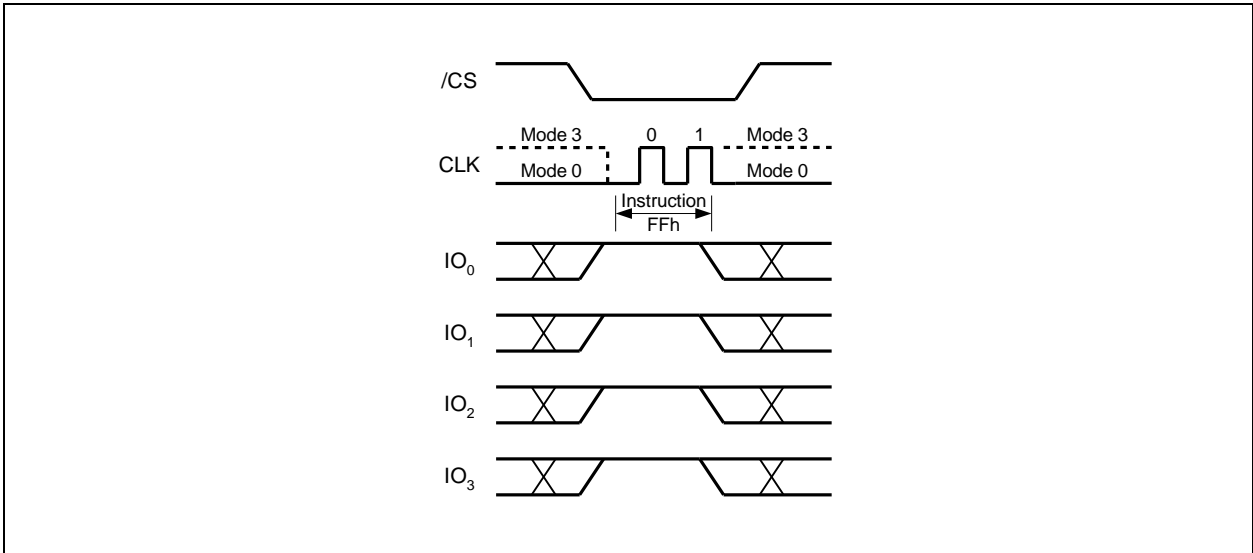 /CS
Mode 3 0 1 Mode 3
CLK
Mode 0 Mode 0
Instruction
FFh
IO0
IO1
IO2
IO3